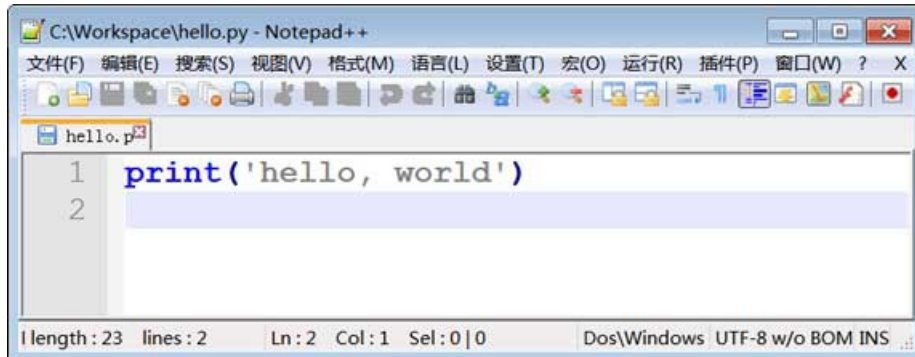 C:\Workspace\hello.py - Notepad++
文件(F) 编辑(E) 搜索(S) 视图(V) 格式(M) 语言(L) 设置(T) 宏(O) 运行(R) 插件(P) 窗口(W) ? X
hello.p
1 print('hello, world')
2
length : 23 lines : 2 Ln : 2 Col : 1 Sel : 0 | 0 Dos\Windows UTF-8 w/o BOM INS